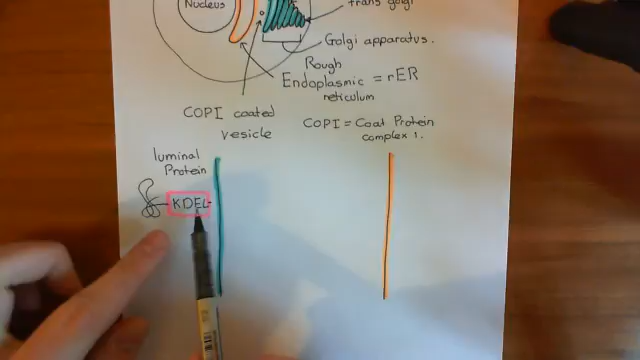 Nucleus
trans golgi
Golgi apparatus.
Rough
Endoplasmic = rER
reticulum
COPI coated
vesicle
COPI = Coat Protein
complex 1.
luminal
Protein
KDEL